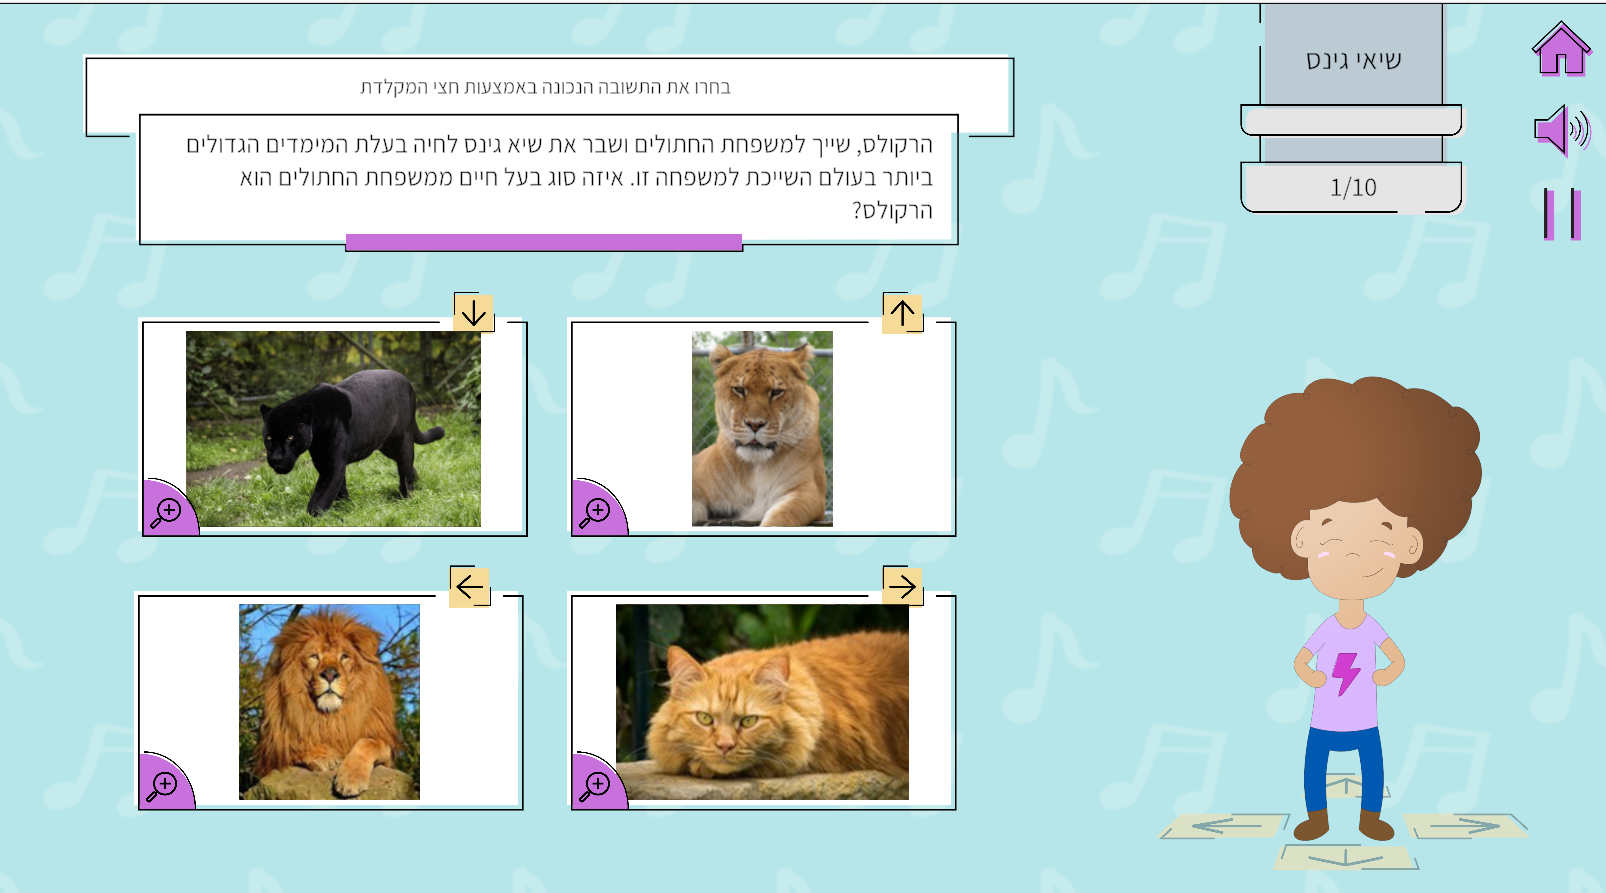 שיאי גינס
1/10
בחרו את התשובה הנכונה באמצעות חצי המקלדת
הרקולס, שייך למשפחת החתולים ושבר את שיא גינס לחיה בעלת המימדים הגדולים
ביותר בעולם השייכת למשפחה זו. איזה סוג בעל חיים ממשפחת החתולים הוא
הרקולס?